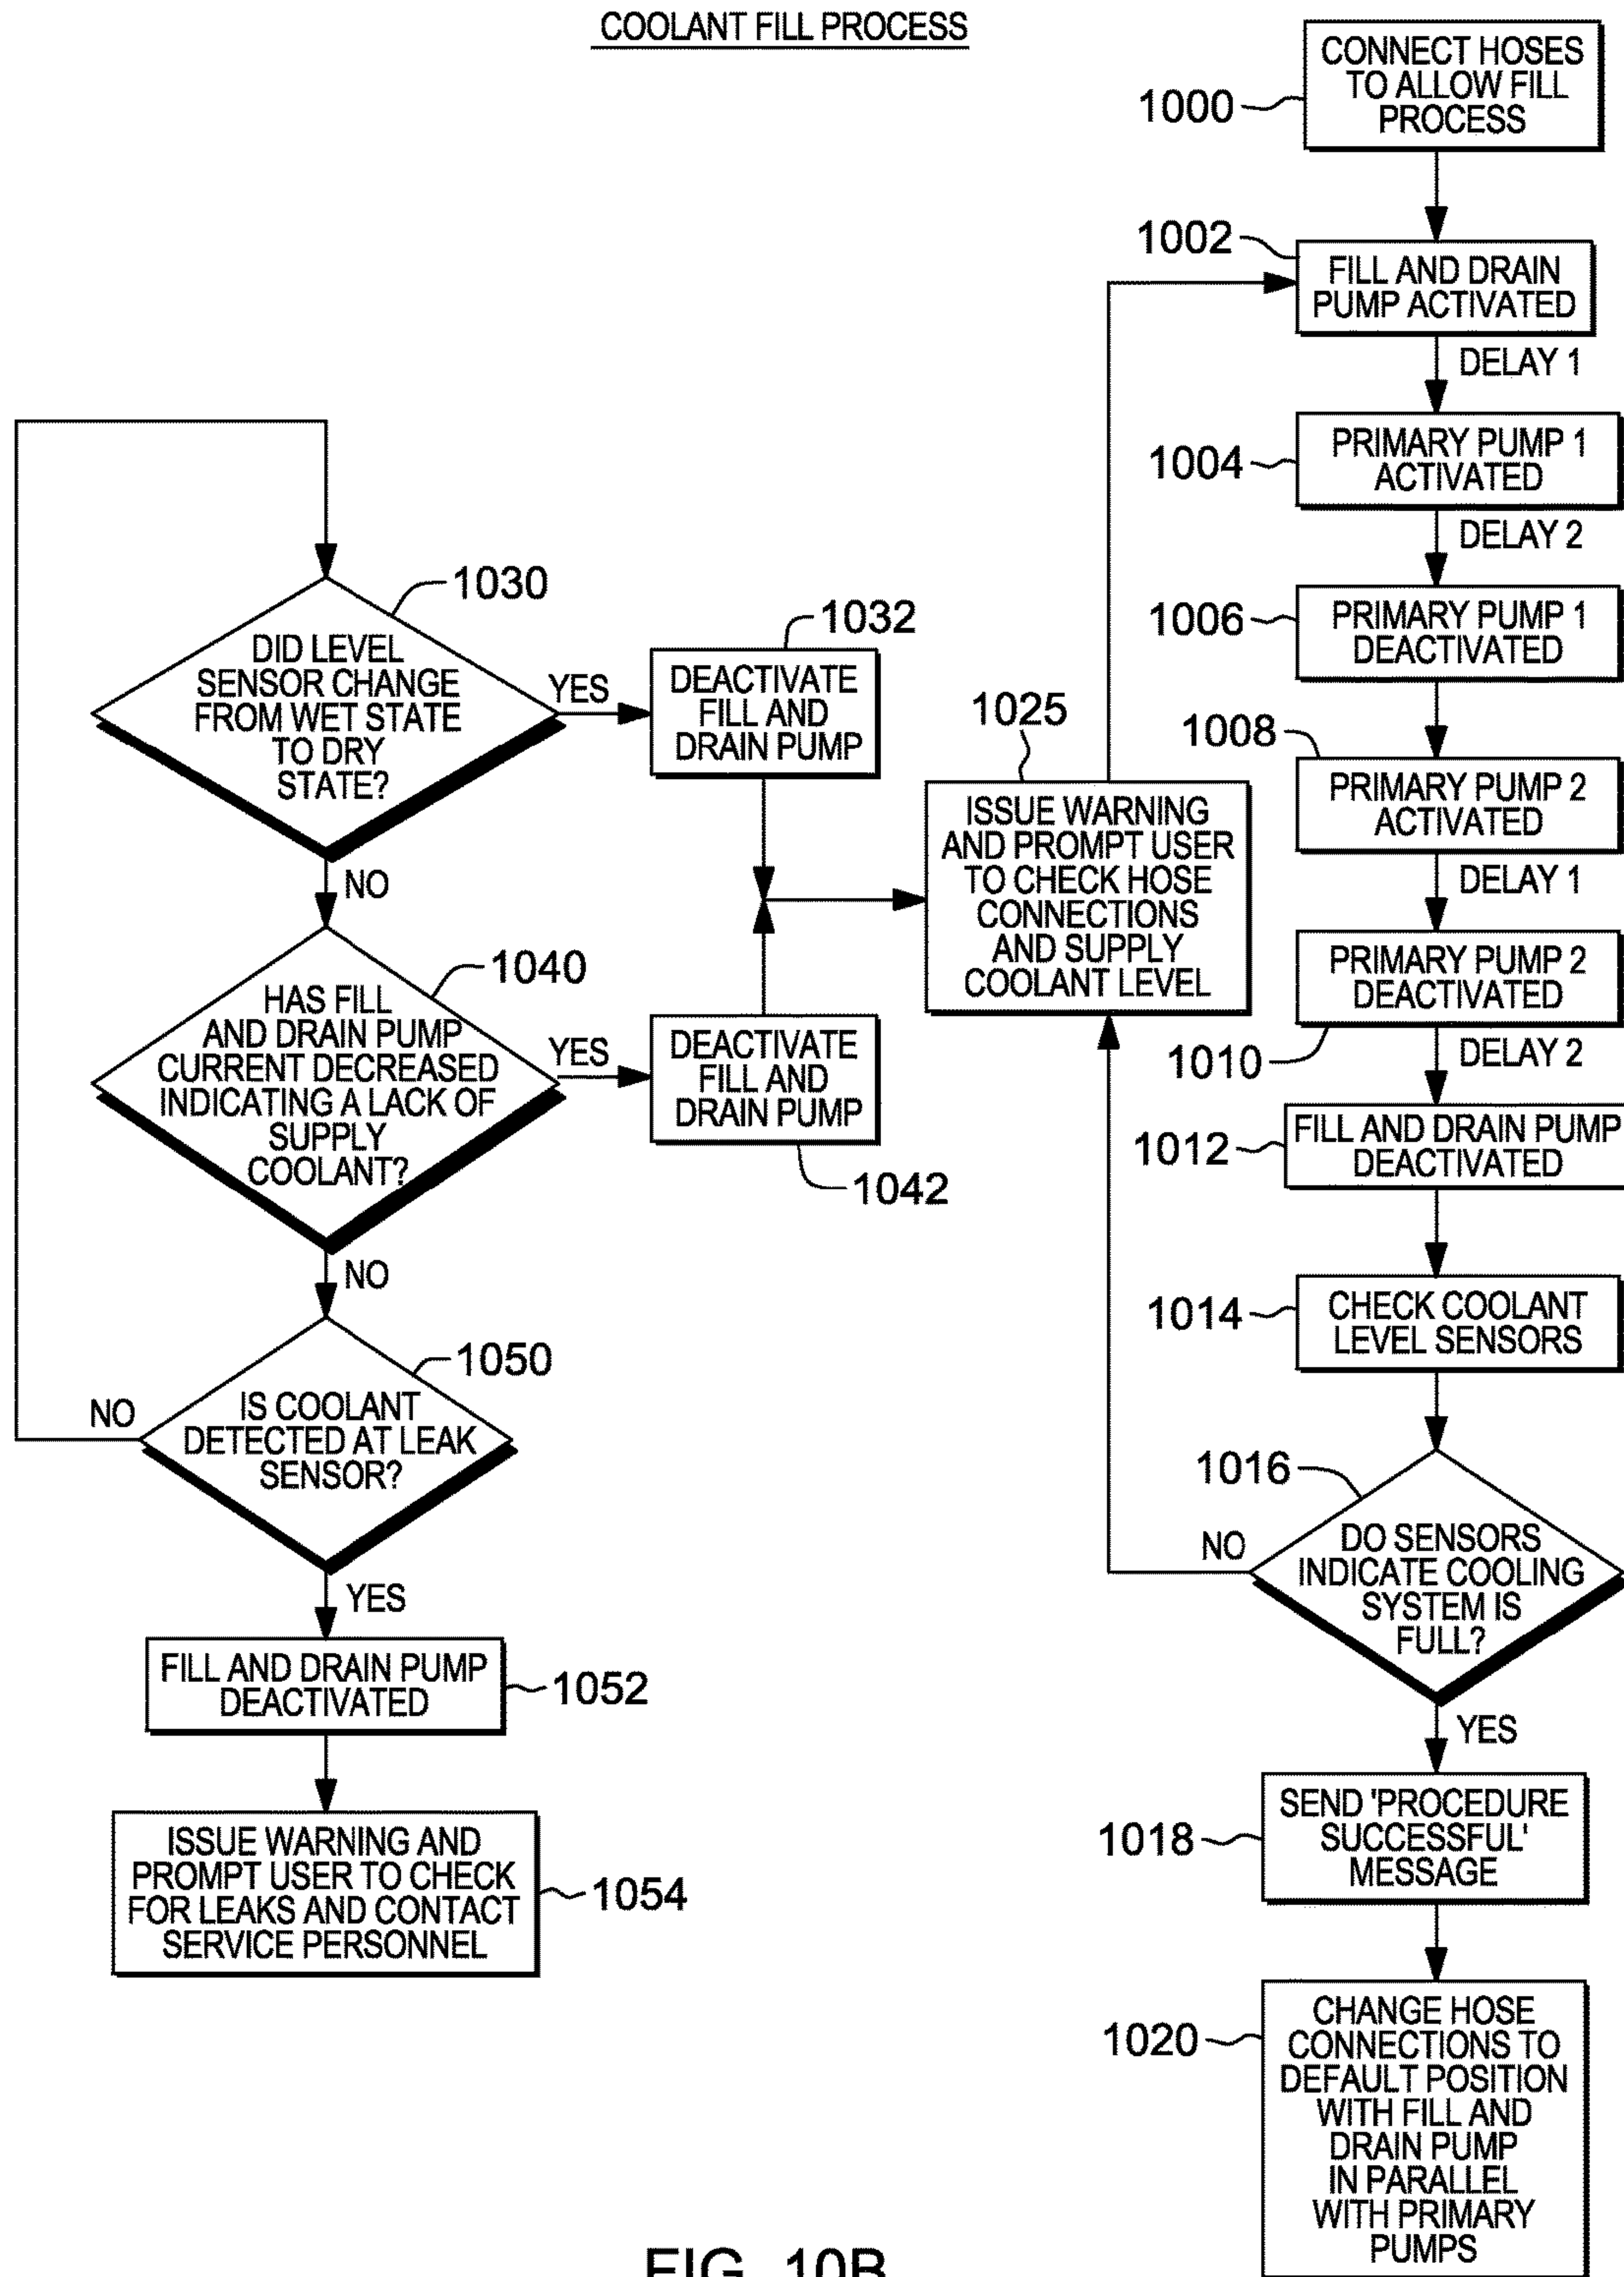 COOLANT FILL PROCESS
1000
CONNECT HOSES
TO ALLOW FILL
PROCESS
1002
FILL AND DRAIN
PUMP ACTIVATED
DELAY 1
1004
PRIMARY PUMP 1
ACTIVATED
DELAY 2
1006
PRIMARY PUMP 1
DEACTIVATED
1008
PRIMARY PUMP 2
ACTIVATED
DELAY 1
1010
PRIMARY PUMP 2
DEACTIVATED
DELAY 2
1012
FILL AND DRAIN PUMP
DEACTIVATED
1014
CHECK COOLANT
LEVEL SENSORS
1016
DO SENSORS
INDICATE COOLING
SYSTEM IS
FULL?
NO
YES
1018
SEND 'PROCEDURE
SUCCESSFUL'
MESSAGE
1020
CHANGE HOSE
CONNECTIONS TO
DEFAULT POSITION
WITH FILL AND
DRAIN PUMP
IN PARALLEL
WITH PRIMARY
PUMPS
1025
ISSUE WARNING
AND PROMPT USER
TO CHECK HOSE
CONNECTIONS
AND SUPPLY
COOLANT LEVEL
1030
DID LEVEL
SENSOR CHANGE
FROM WET STATE
TO DRY
STATE?
YES
NO
1032
DEACTIVATE
FILL AND
DRAIN PUMP
1040
HAS FILL
AND DRAIN PUMP
CURRENT DECREASED
INDICATING A LACK OF
SUPPLY
COOLANT?
YES
NO
DEACTIVATE
FILL AND
DRAIN PUMP
1042
1050
IS COOLANT
DETECTED AT LEAK
SENSOR?
NO
YES
FILL AND DRAIN PUMP
DEACTIVATED
1052
ISSUE WARNING AND
PROMPT USER TO CHECK
FOR LEAKS AND CONTACT
SERVICE PERSONNEL
1054
FIG. 10B